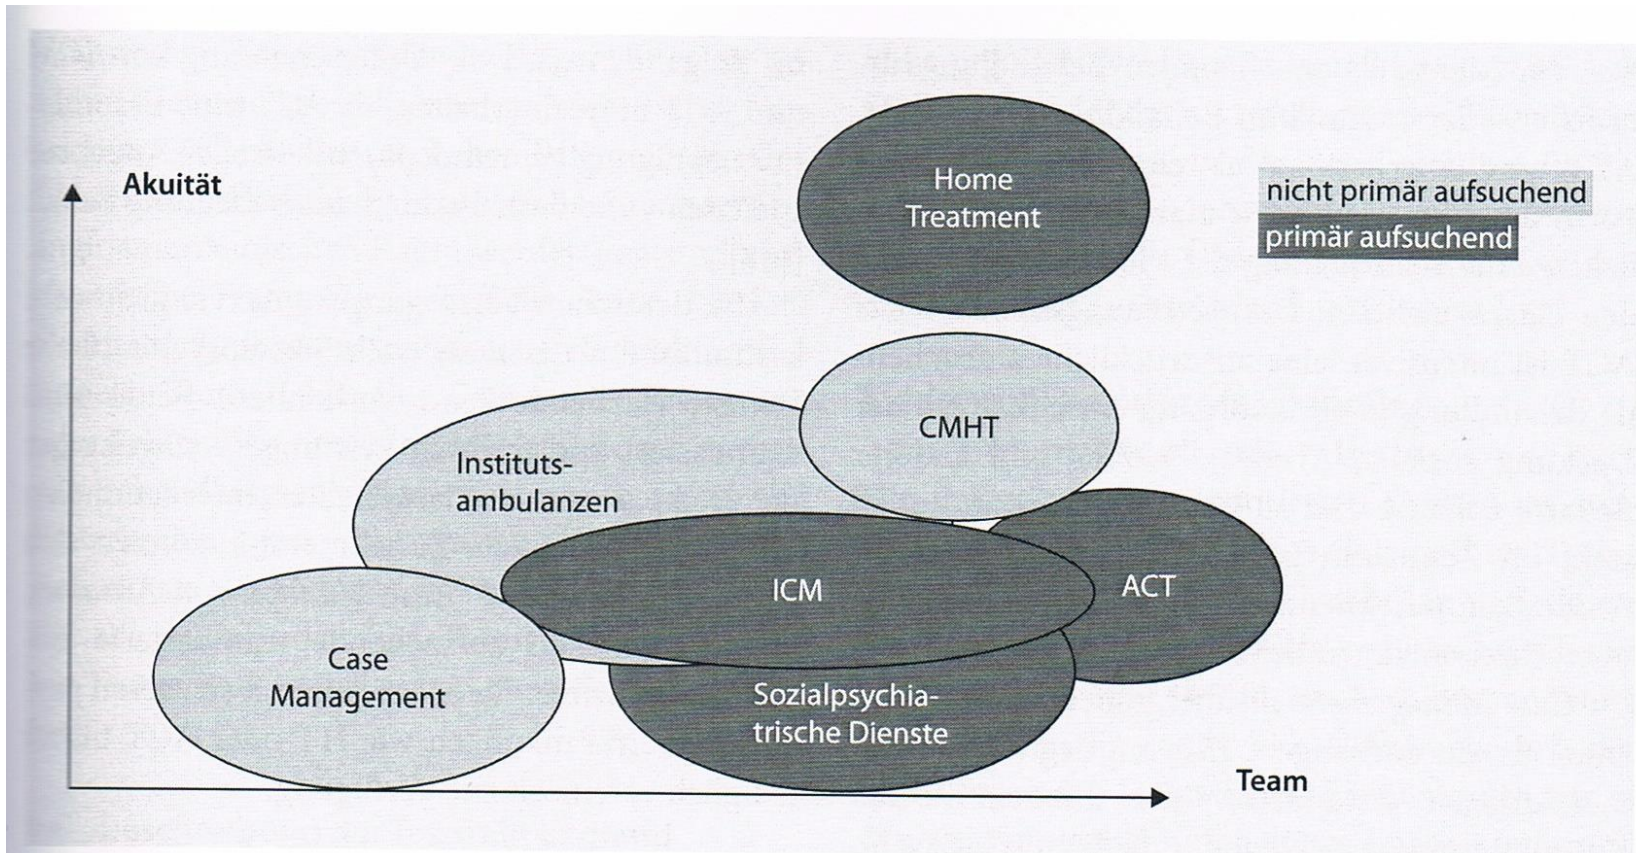 Akuität
Home
Treatment
nicht primär aufsuchend
primär aufsuchend
CMHT
Instituts-
ambulanzen
ICM
ACT
Case
Management
Sozialpsychia-
trische Dienste
Team